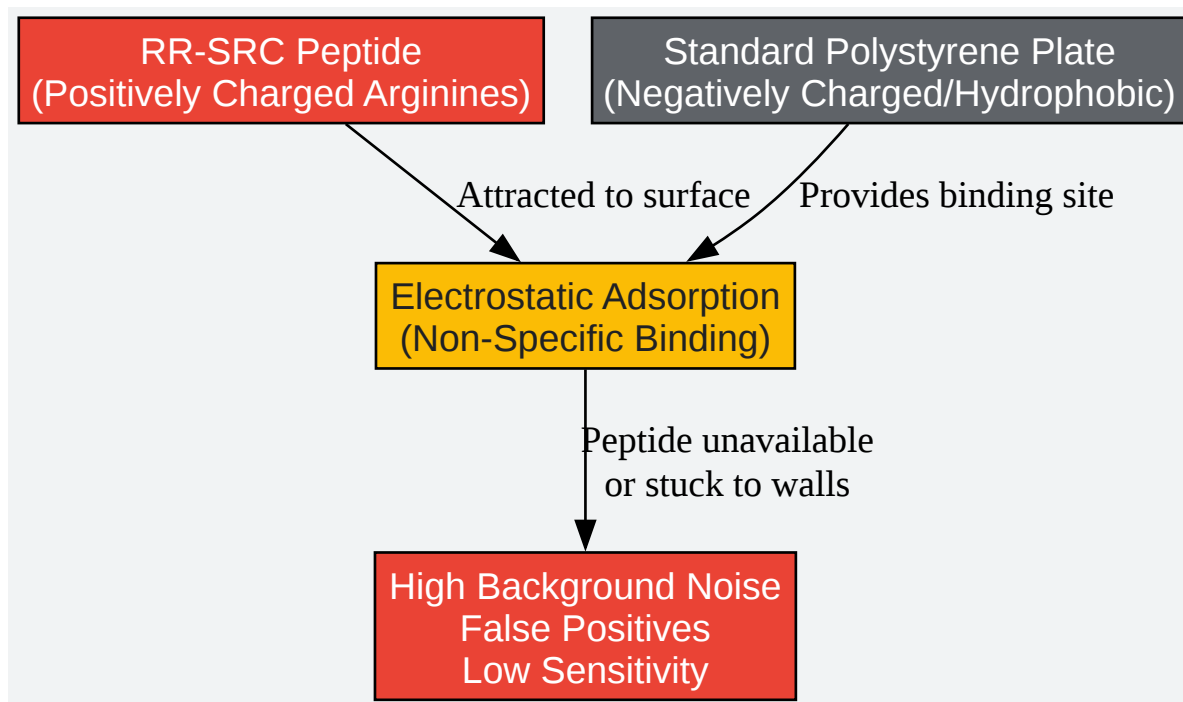 RR-SRC Peptide
(Positively Charged Arginines)
Standard Polystyrene Plate
(Negatively Charged/Hydrophobic)
Attracted to surface
Provides binding site
Electrostatic Adsorption
(Non-Specific Binding)
Peptide unavailable
or stuck to walls
High Background Noise
False Positives
Low Sensitivity